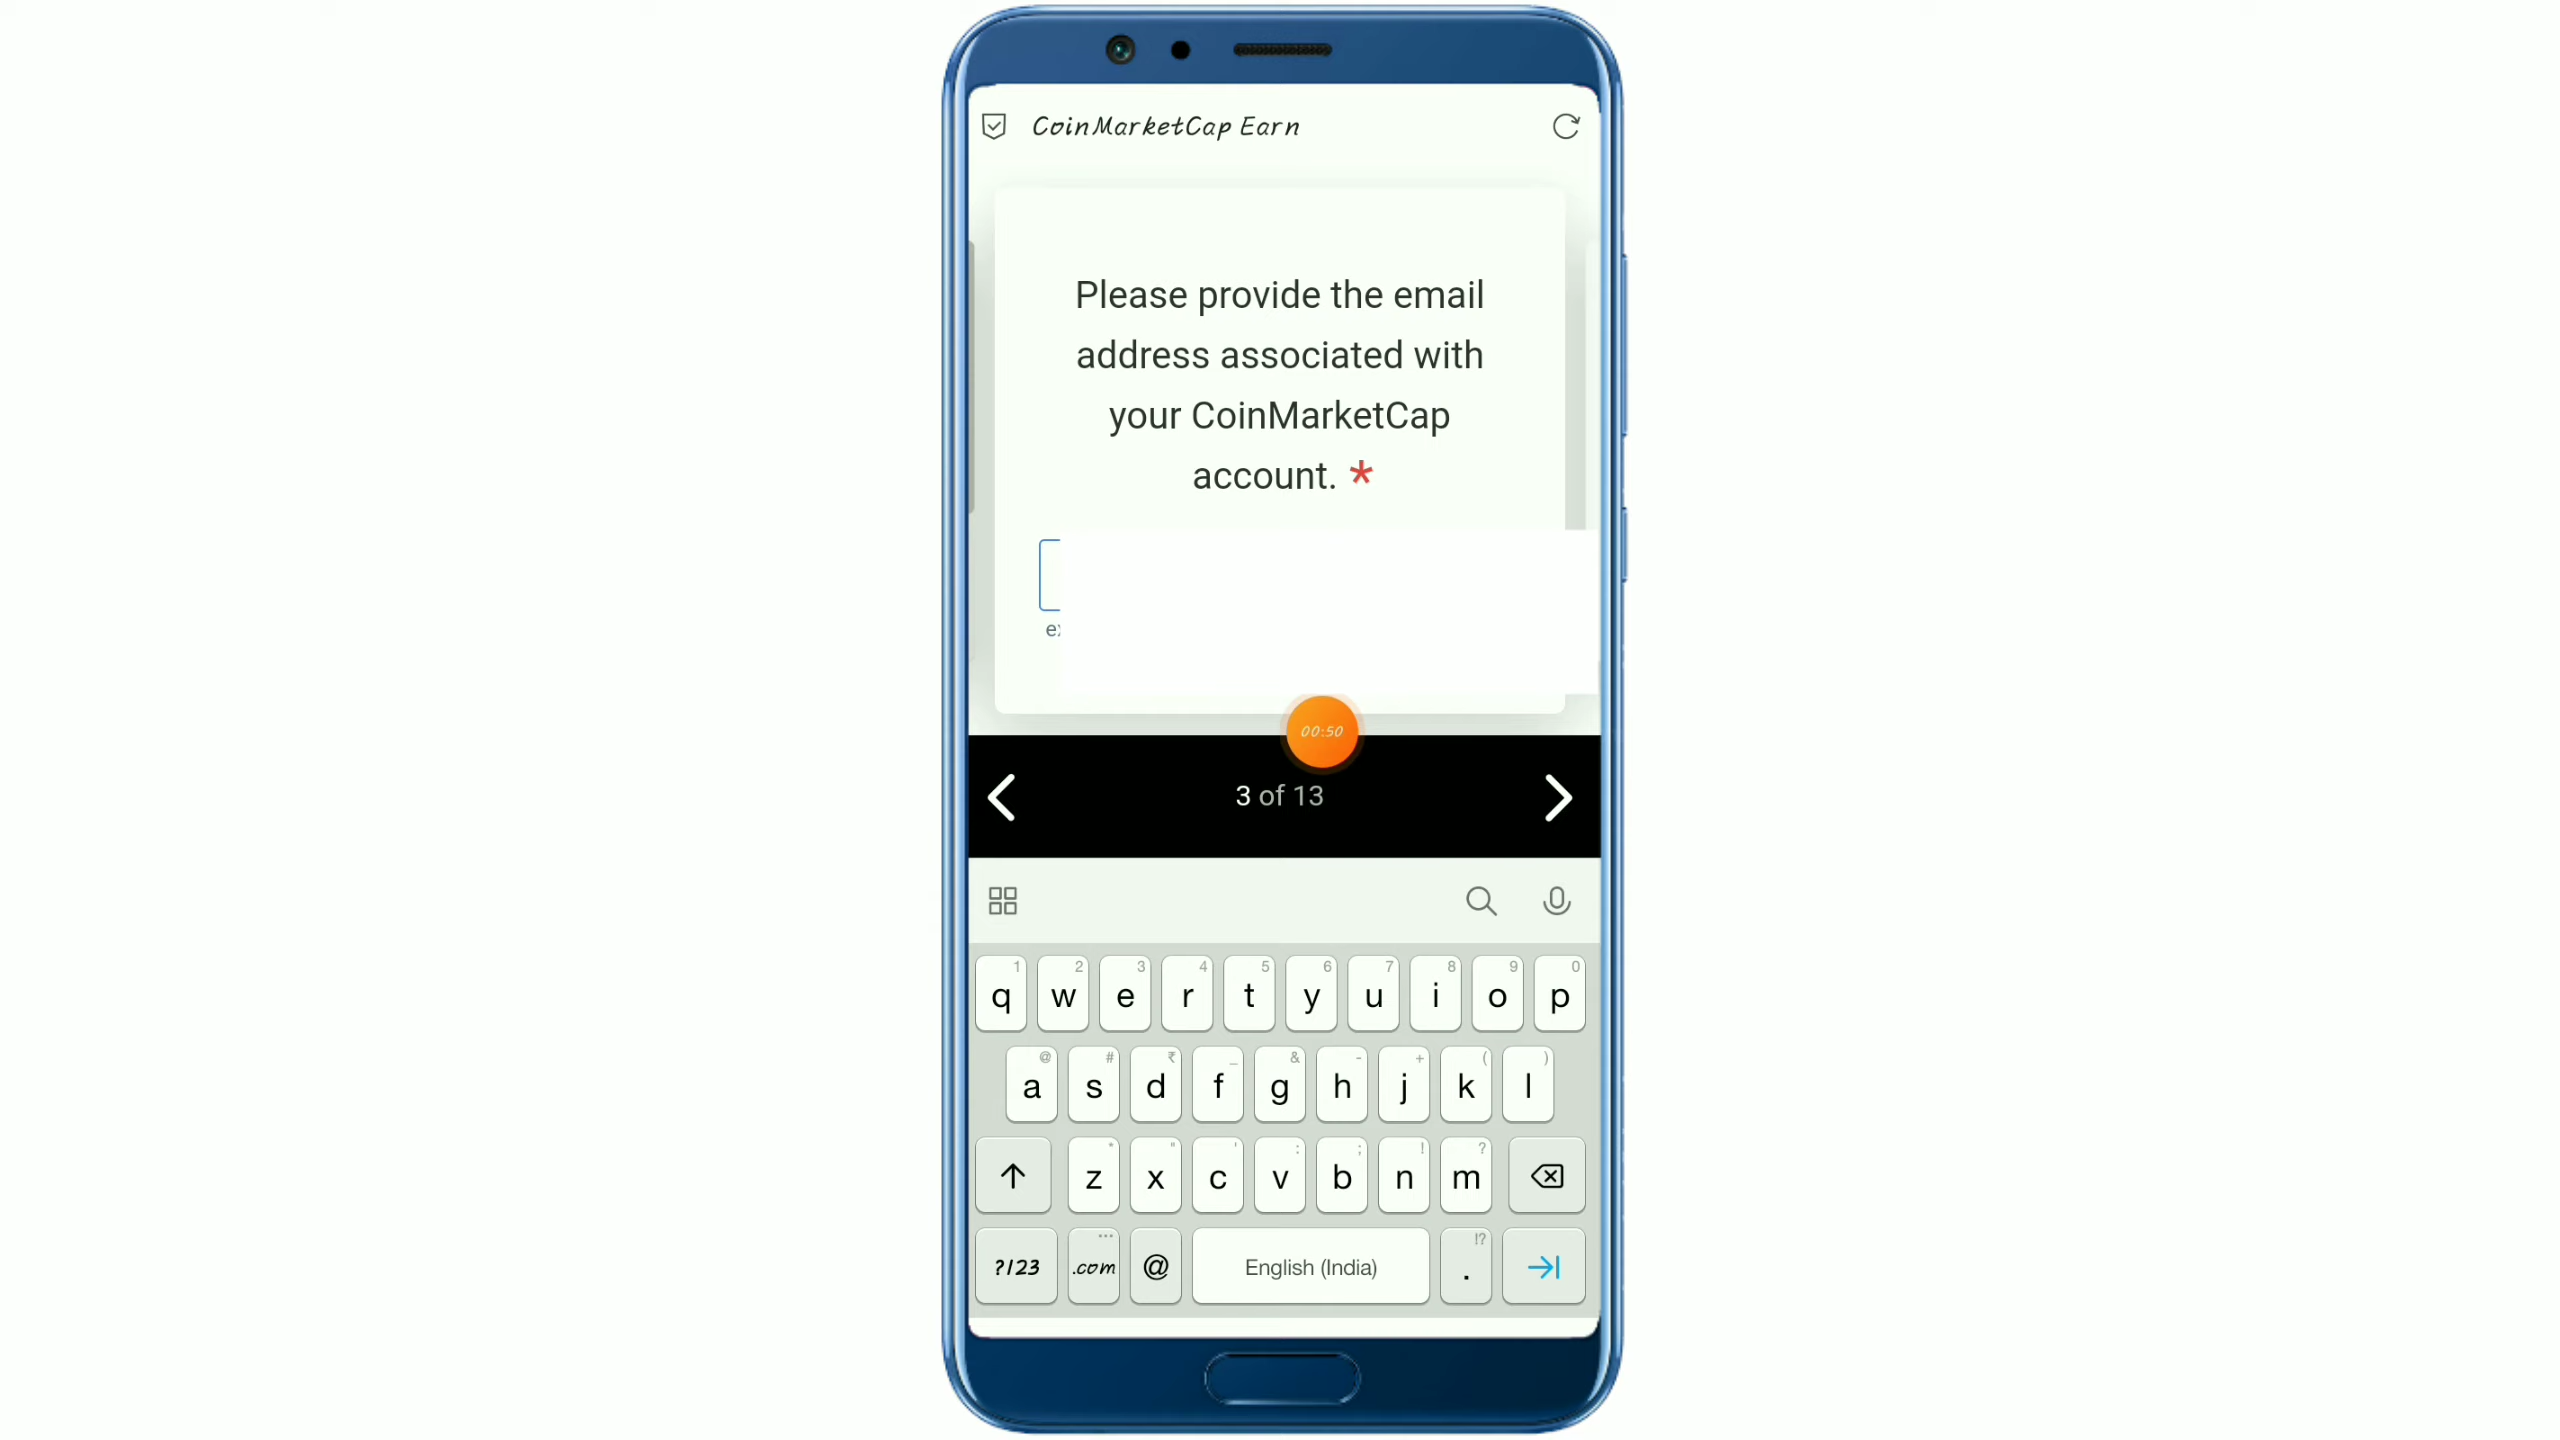 CoinMarketCap Earn
Please provide the email
address associated with
your CoinMarketCap
account. *
00:50
3 of 13
1 2 3 4 5 6 7 8 9 0
q w e r t y u i o p
@ # ₹ _ & - + ( )
a s d f g h j k l
* " ' : ; ! ?
z x c v b n m
... !?
?123 .com @ English (India) .